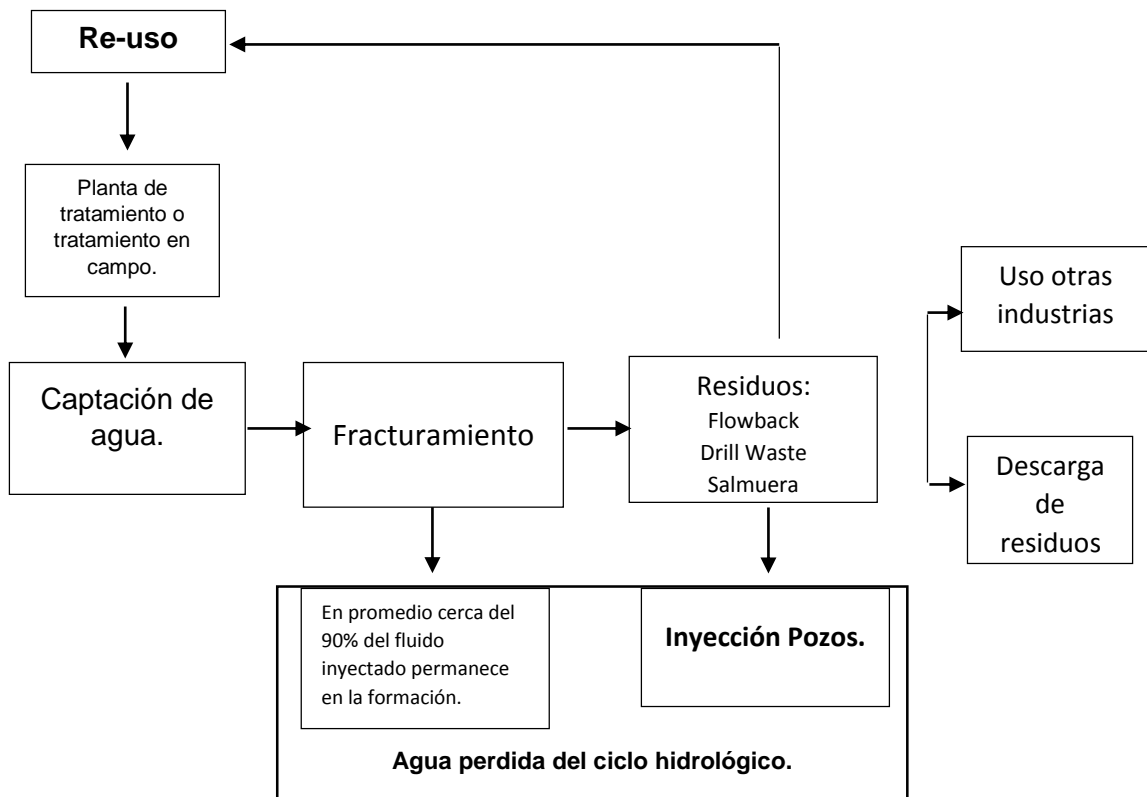 Re-uso
Planta de
tratamiento o
tratamiento en
campo.
Captación de
agua.
Fracturamiento
Residuos:
Flowback
Drill Waste
Salmuera
Uso otras
industrias
Descarga
de
residuos
En promedio cerca del
90% del fluido
inyectado permanece
en la formación.
Inyección Pozos.
Agua perdida del ciclo hidrológico.